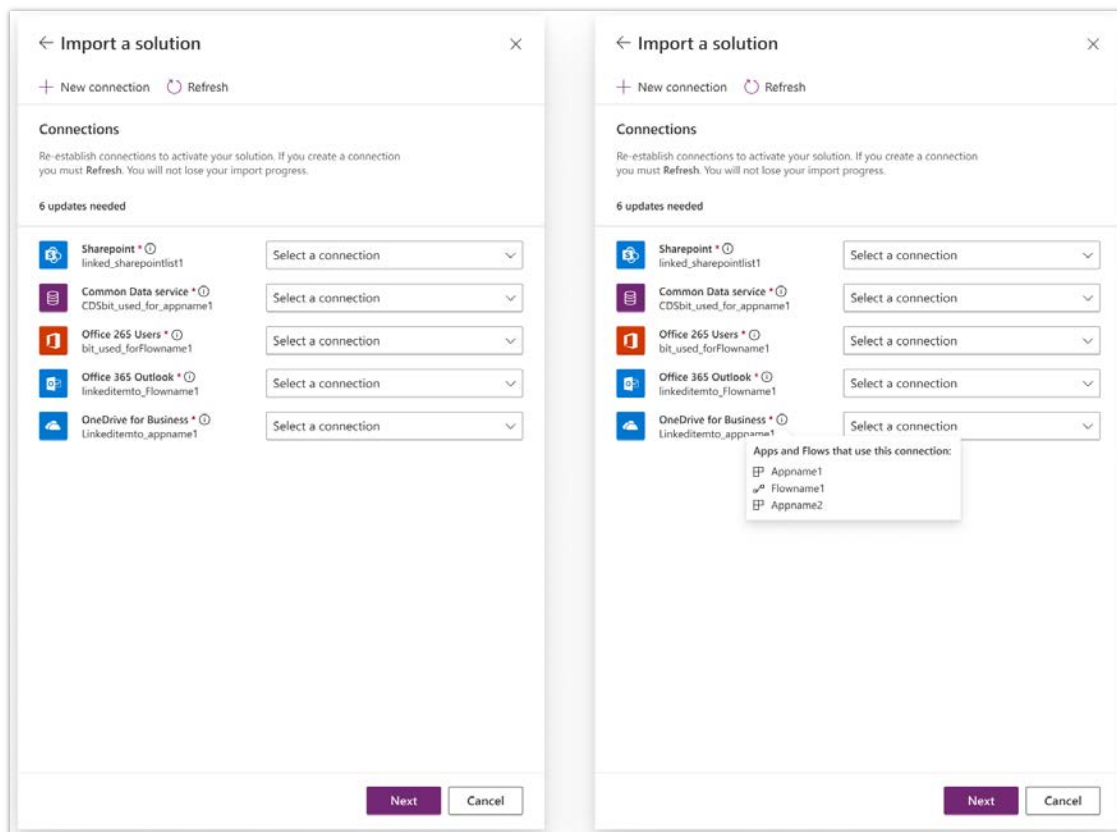 Import a solution
New connection Refresh
Connections
Re-establish connections to activate your solution. If you create a connection
you must Refresh. You will not lose your import progress.
6 updates needed
Sharepoint *
linked_sharepointlist1
Select a connection
Common Data service *
CDSbit_used_for_appname1
Select a connection
Office 265 Users *
bit_used_forFlowname1
Select a connection
Office 365 Outlook *
linkeditemto_Flowname1
Select a connection
OneDrive for Business *
Linkeditemto_appname1
Select a connection
Next Cancel
Import a solution
New connection Refresh
Connections
Re-establish connections to activate your solution. If you create a connection
you must Refresh. You will not lose your import progress.
6 updates needed
Sharepoint *
linked_sharepointlist1
Select a connection
Common Data service *
CDSbit_used_for_appname1
Select a connection
Office 265 Users *
bit_used_forFlowname1
Select a connection
Office 365 Outlook *
linkeditemto_Flowname1
Select a connection
OneDrive for Business *
Linkeditemto_appname1
Select a connection
Apps and Flows that use this connection:
Appname1
Flowname1
Appname2
Next Cancel